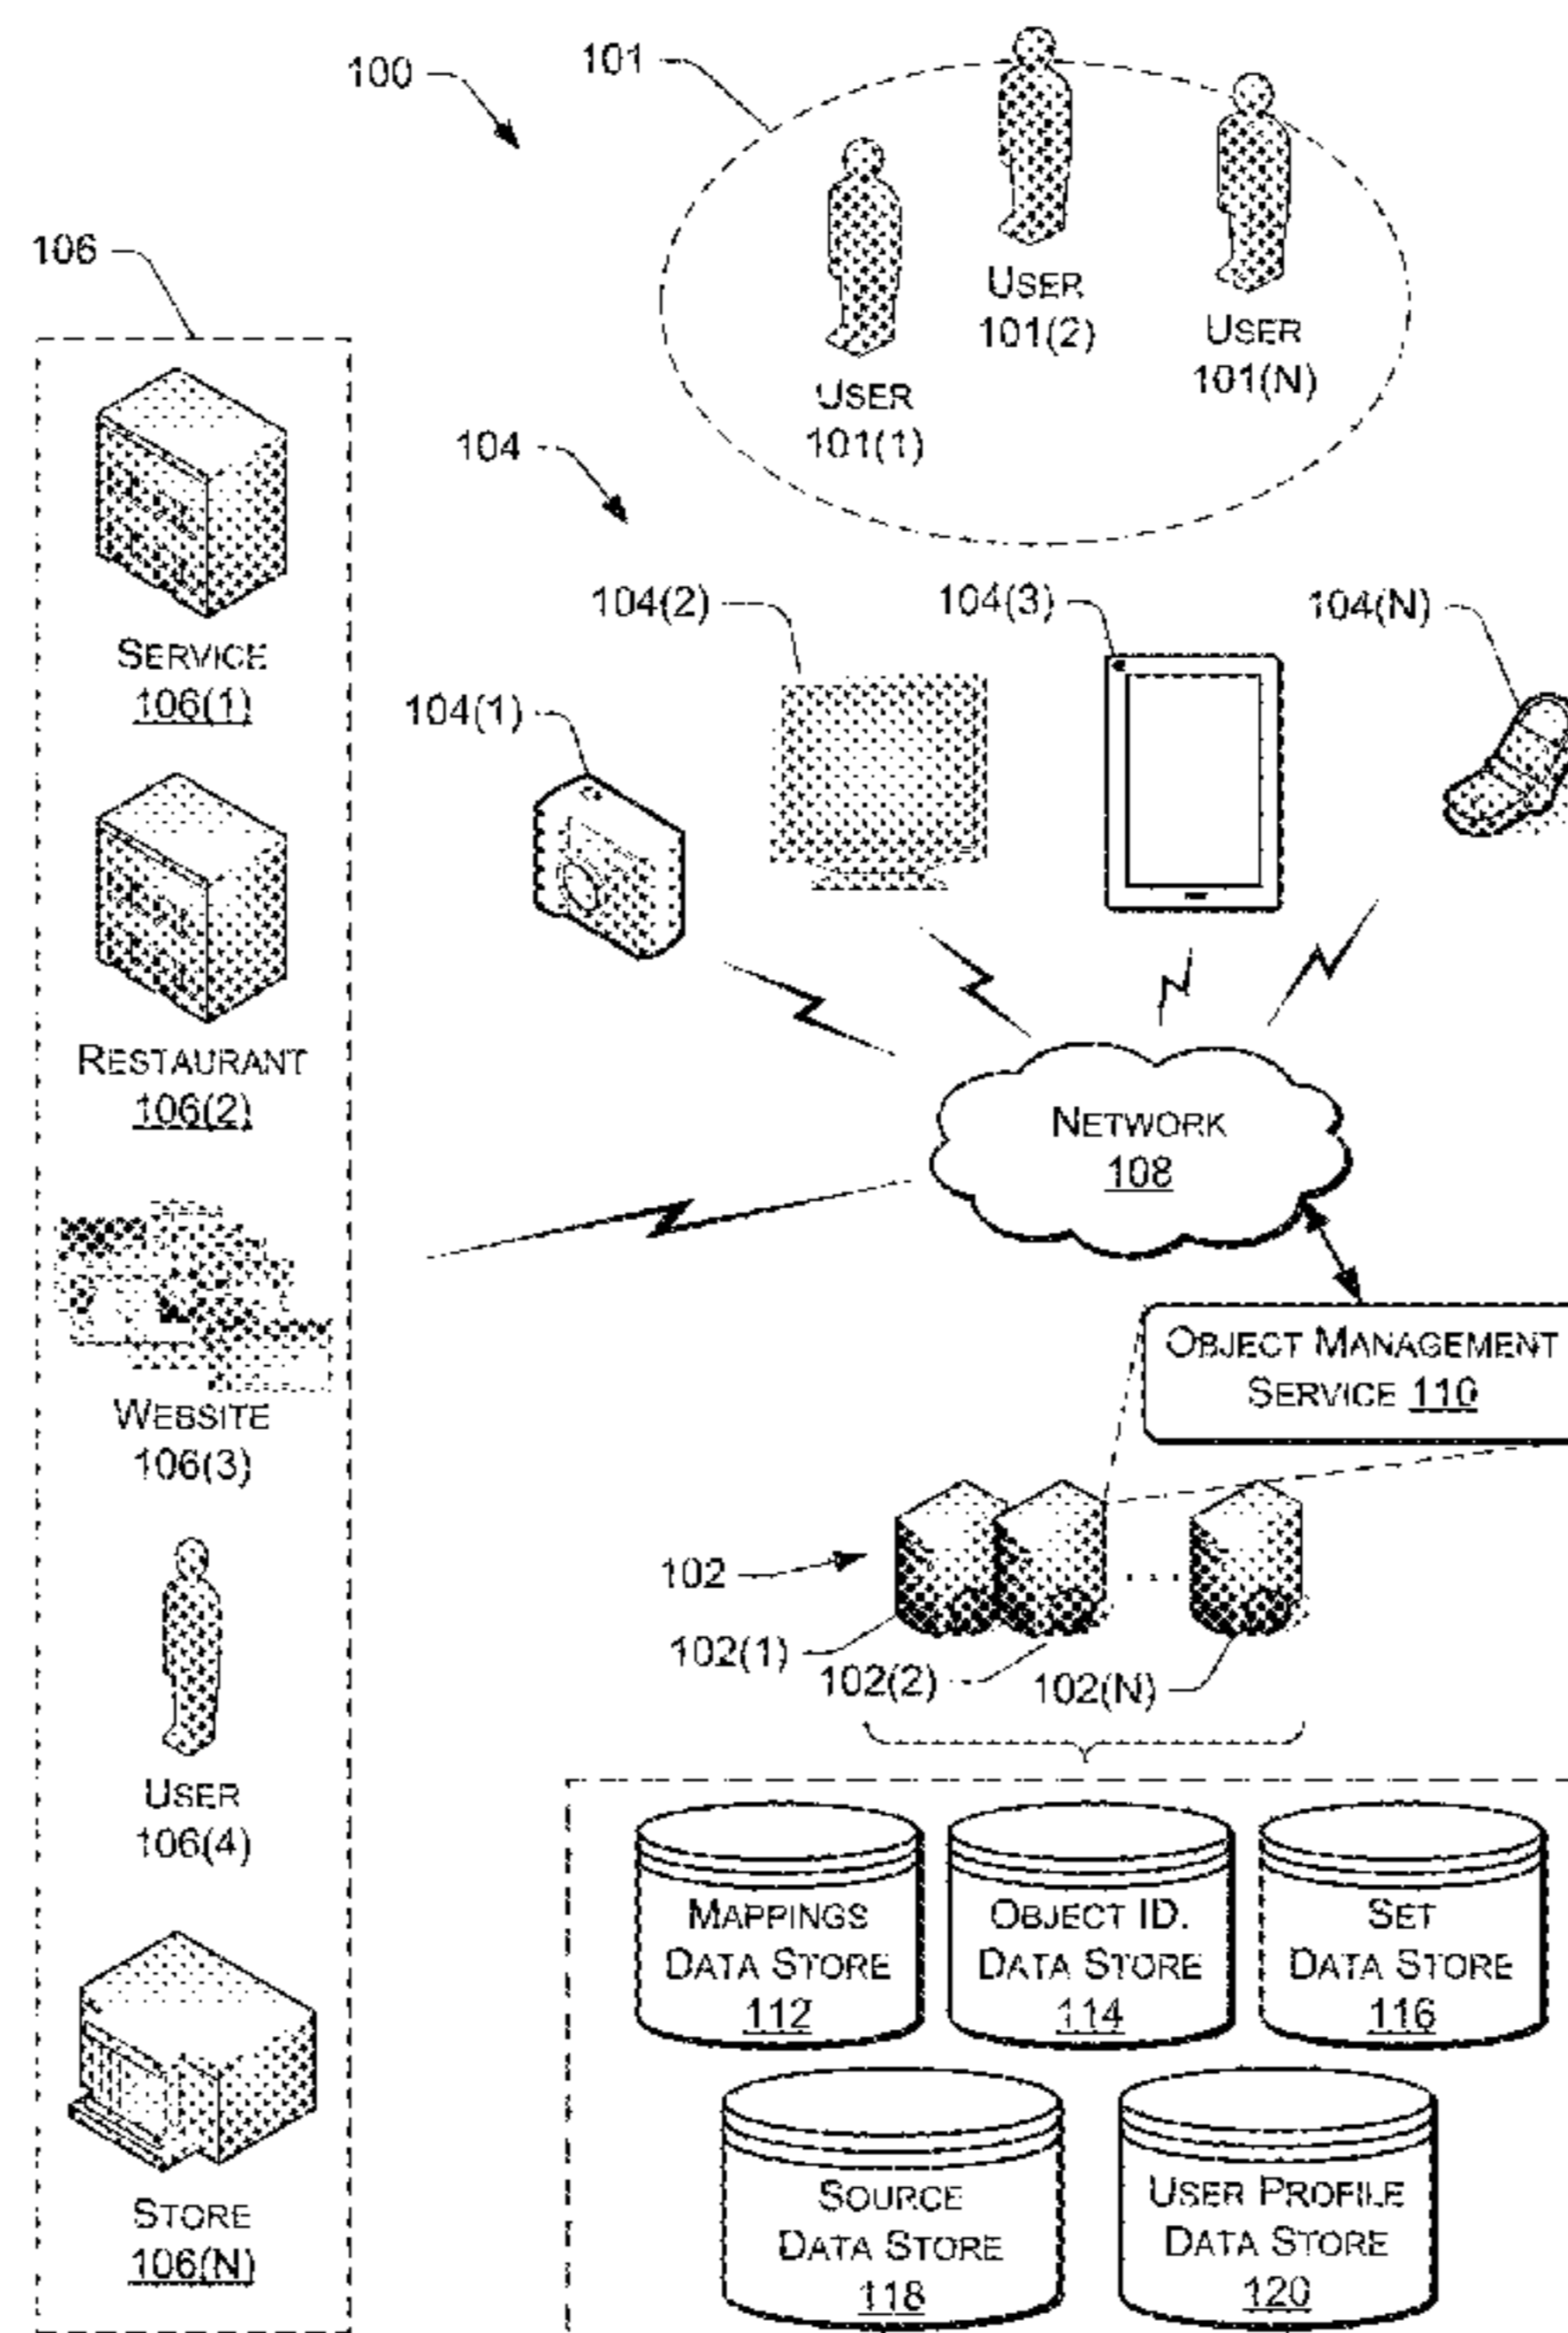 100
101
USER
101(1)
USER
101(2)
USER
101(N)
106
SERVICE
106(1)
RESTAURANT
106(2)
WEBSITE
106(3)
USER
106(4)
STORE
106(N)
104
104(1)
104(2)
104(3)
104(N)
NETWORK
108
OBJECT MANAGEMENT
SERVICE 110
102
102(1)
102(2)
...
102(N)
MAPPINGS
DATA STORE
112
OBJECT ID.
DATA STORE
114
SET
DATA STORE
116
SOURCE
DATA STORE
118
USER PROFILE
DATA STORE
120